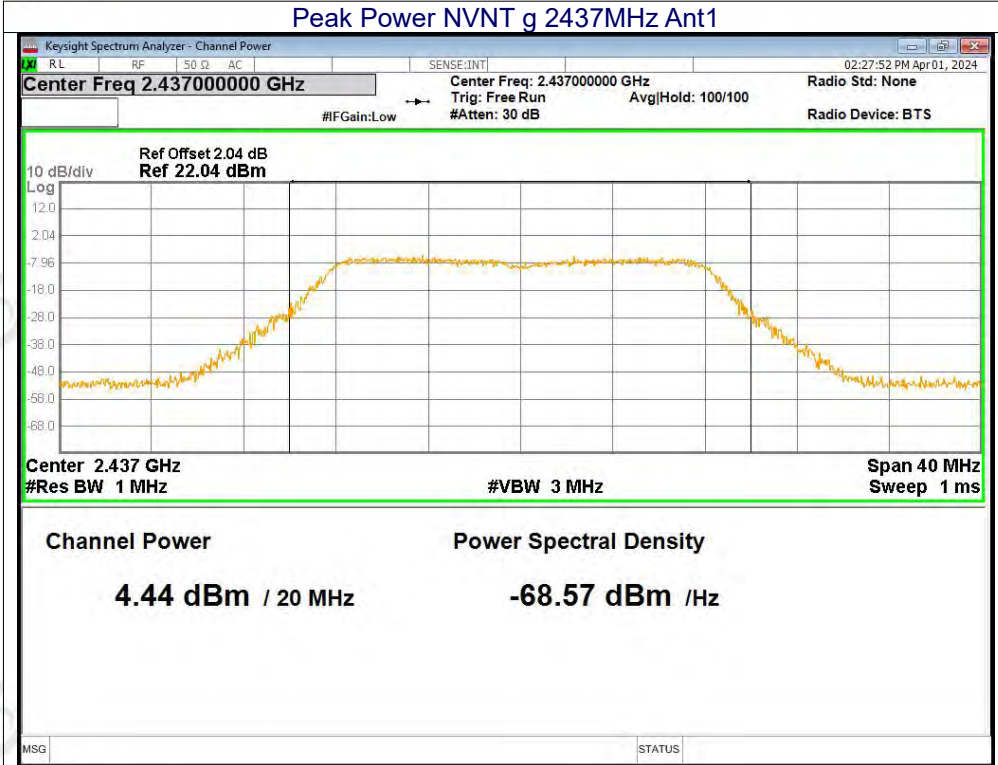 Peak Power NVNT g 2437MHz Ant1
Keysight Spectrum Analyzer - Channel Power
LXI RL RF 50 Ω AC SENSE:INT 02:27:52 PM Apr 01, 2024
Center Freq 2.437000000 GHz Center Freq: 2.437000000 GHz Radio Std: None
Trig: Free Run Avg|Hold: 100/100
#IFGain:Low #Atten: 30 dB Radio Device: BTS
Ref Offset 2.04 dB
10 dB/div Ref 22.04 dBm
Log
12.0
2.04
-7.96
-18.0
-28.0
-38.0
-48.0
-58.0
-68.0
Center 2.437 GHz Span 40 MHz
#Res BW 1 MHz #VBW 3 MHz Sweep 1 ms
Channel Power Power Spectral Density
4.44 dBm / 20 MHz -68.57 dBm /Hz
MSG STATUS